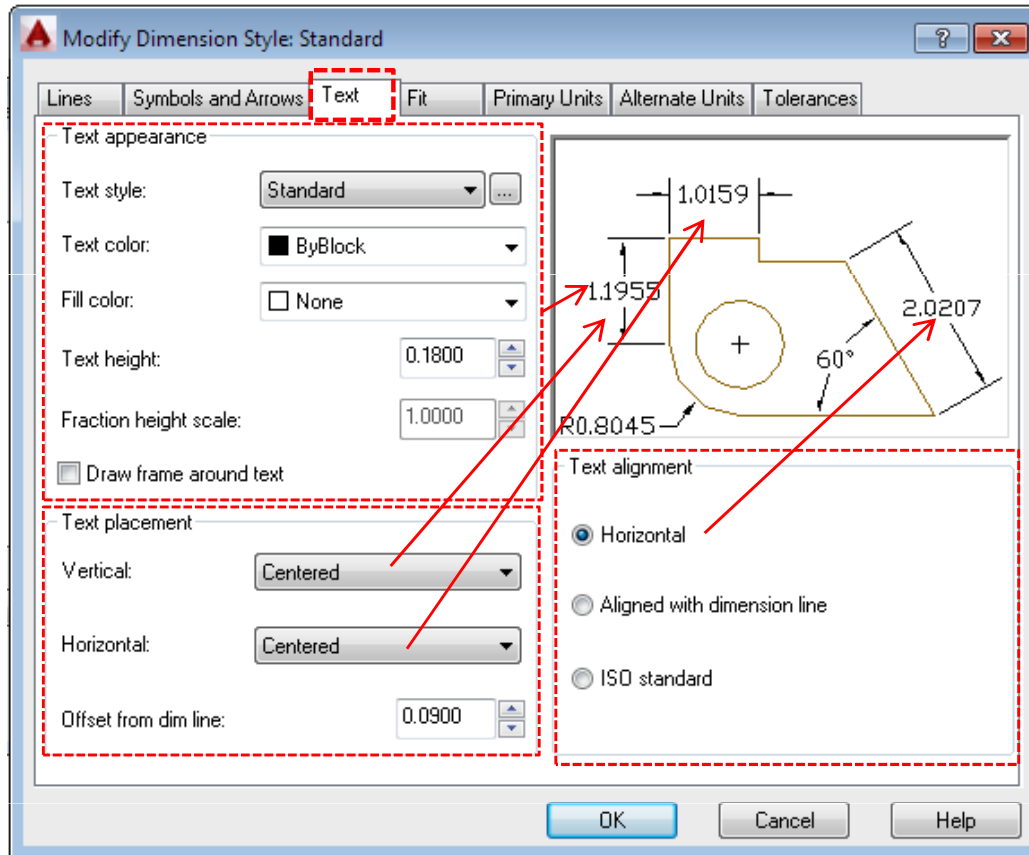 Modify Dimension Style: Standard
Lines
Symbols and Arrows
Text
Fit
Primary Units
Alternate Units
Tolerances
Text appearance
Text style:
Standard
...
Text color:
ByBlock
Fill color:
None
Text height:
0.1800
Fraction height scale:
1.0000
Draw frame around text
Text placement
Vertical:
Centered
Horizontal:
Centered
Offset from dim line:
0.0900
1.0159
1.1955
2.0207
60°
R0.8045
Text alignment
Horizontal
Aligned with dimension line
ISO standard
OK
Cancel
Help